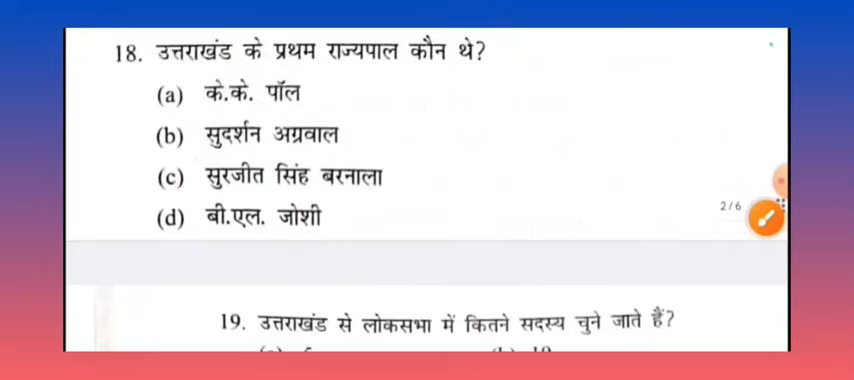 18. उत्तराखंड के प्रथम राज्यपाल कौन थे?
(a) के.के. पॉल
(b) सुदर्शन अग्रवाल
(c) सुरजीत सिंह बरनाला
(d) बी.एल. जोशी
2/6
19. उत्तराखंड से लोकसभा में कितने सदस्य चुने जाते हैं?